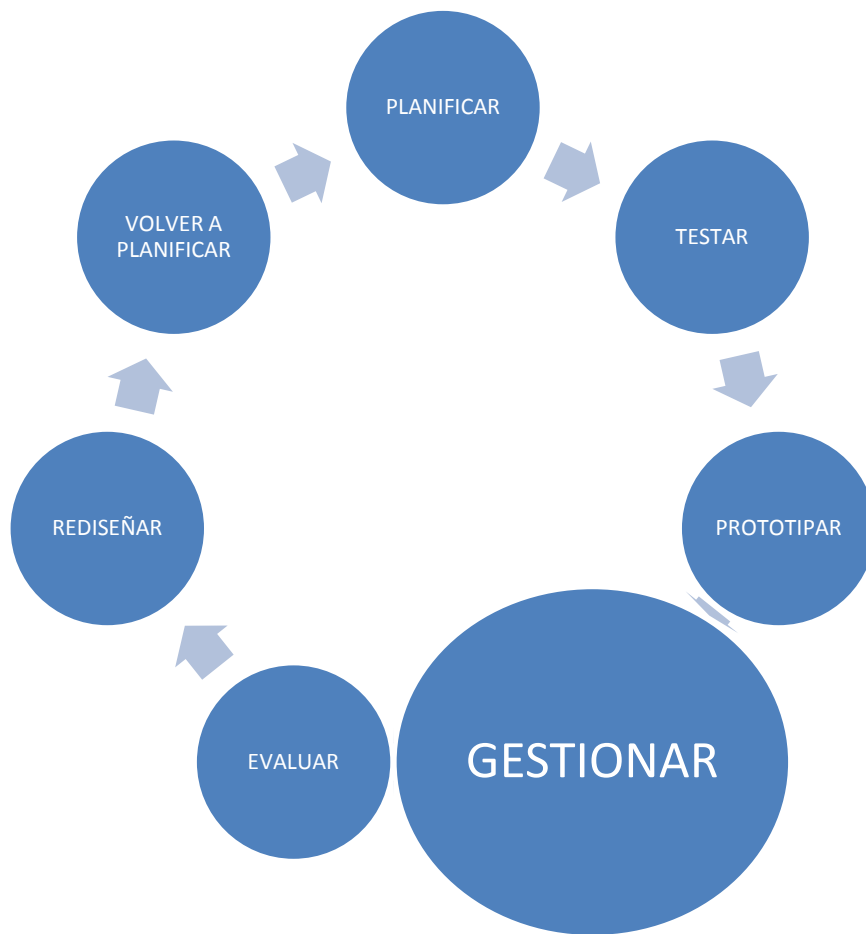 PLANIFICAR
TESTAR
PROTOTIPAR
GESTIONAR
EVALUAR
REDISEÑAR
VOLVER A
PLANIFICAR